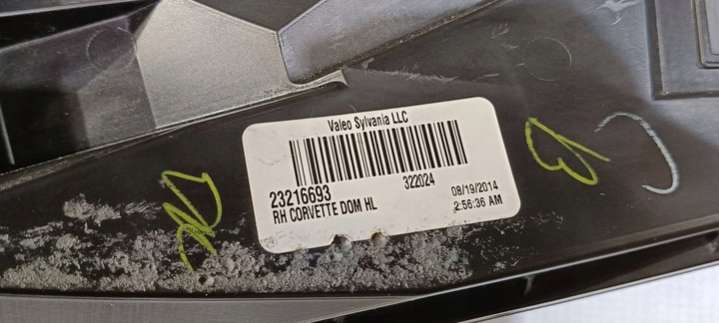 Valeo Sylvania LLC
23216693
322024
08/19/2014
RH CORVETTE DOM HL
2:56:36 AM